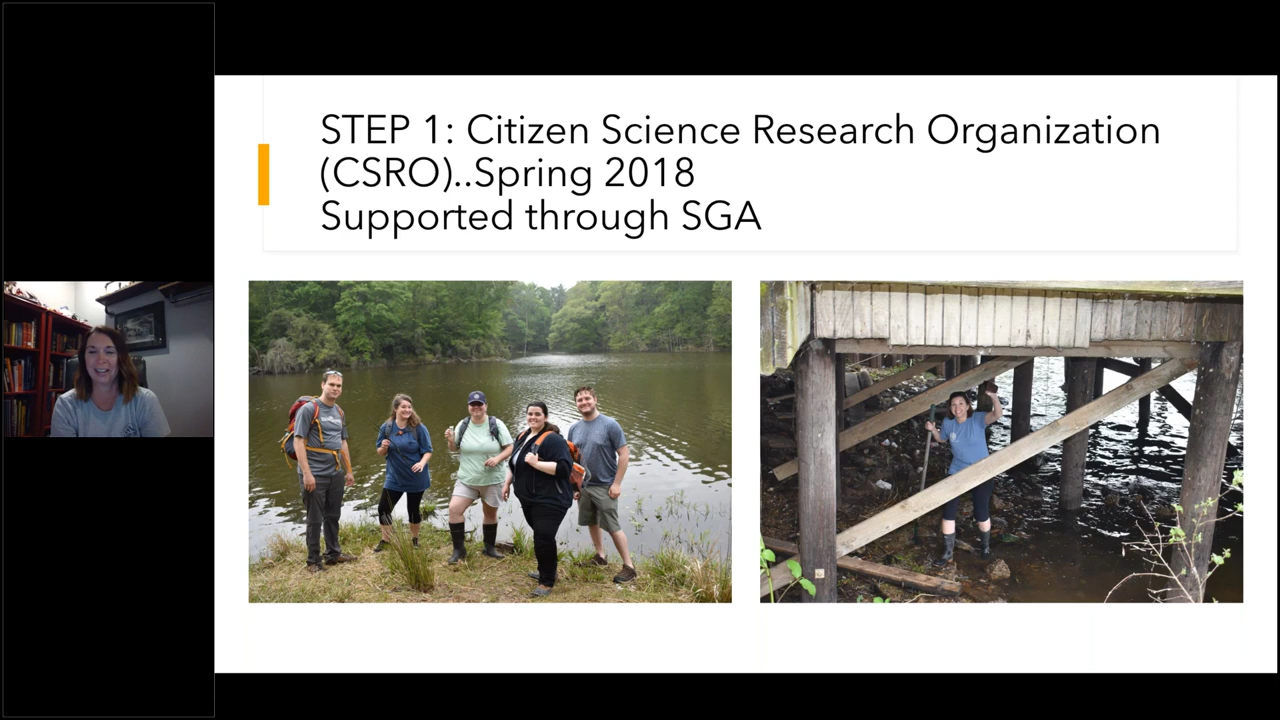 STEP 1: Citizen Science Research Organization
(CSRO)..Spring 2018
Supported through SGA